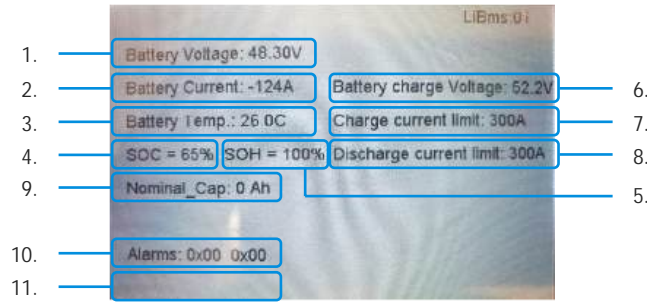 LiBms:0
1. Battery Voltage: 48.30V
2. Battery Current: -124A Battery charge Voltage: 52.2V 6.
3. Battery Temp.: 26.0C Charge current limit: 300A 7.
4. SOC = 65% SOH = 100% Discharge current limit: 300A 8.
9. Nominal_Cap: 0 Ah 5.
10. Alarms: 0x00 0x00
11.